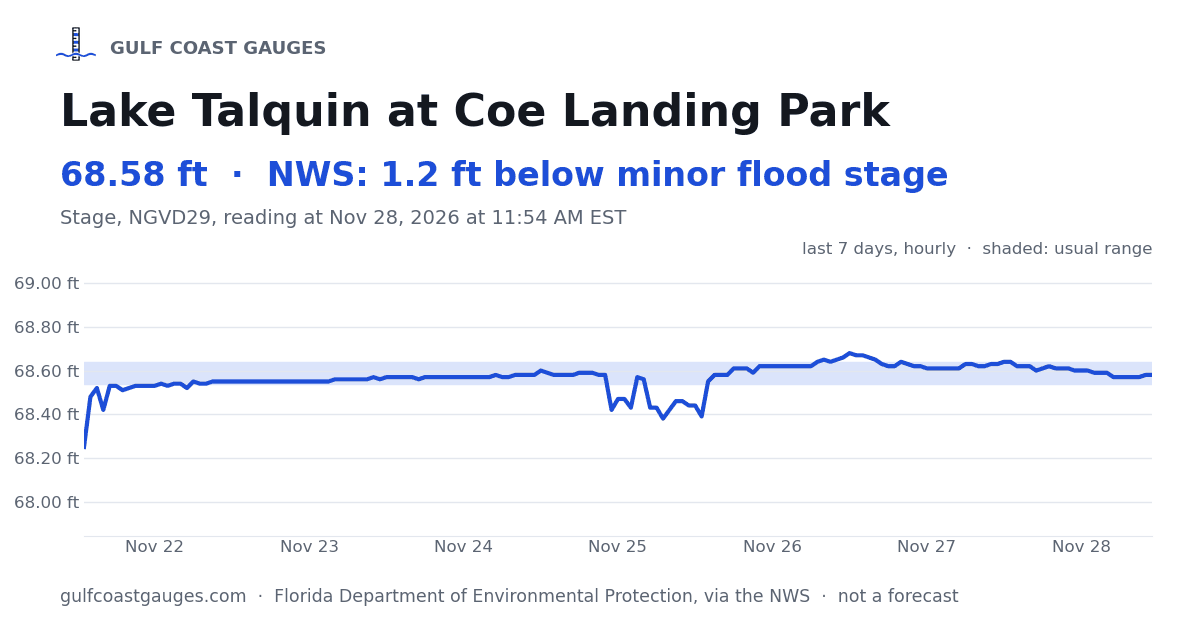 GULF COAST GAUGES
Lake Talquin at Coe Landing Park
68.58 ft · NWS: 1.2 ft below minor flood stage
Stage, NGVD29, reading at Nov 28, 2026 at 11:54 AM EST
last 7 days, hourly · shaded: usual range
69.00 ft
68.80 ft
68.60 ft
68.40 ft
68.20 ft
68.00 ft
Nov 22 Nov 23 Nov 24 Nov 25 Nov 26 Nov 27 Nov 28
gulfcoastgauges.com · Florida Department of Environmental Protection, via the NWS · not a forecast